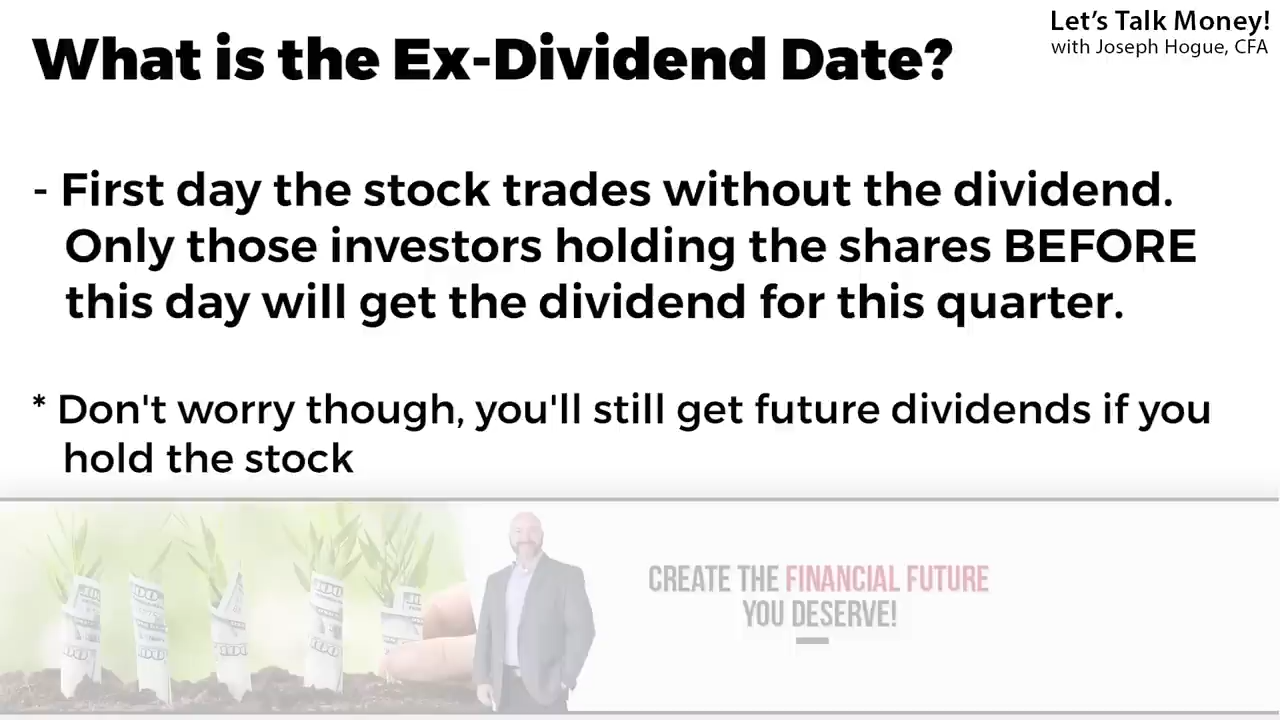 Let's Talk Money!
with Joseph Hogue, CFA
What is the Ex-Dividend Date?
- First day the stock trades without the dividend.
Only those investors holding the shares BEFORE
this day will get the dividend for this quarter.
* Don't worry though, you'll still get future dividends if you
hold the stock
CREATE THE FINANCIAL FUTURE
YOU DESERVE!